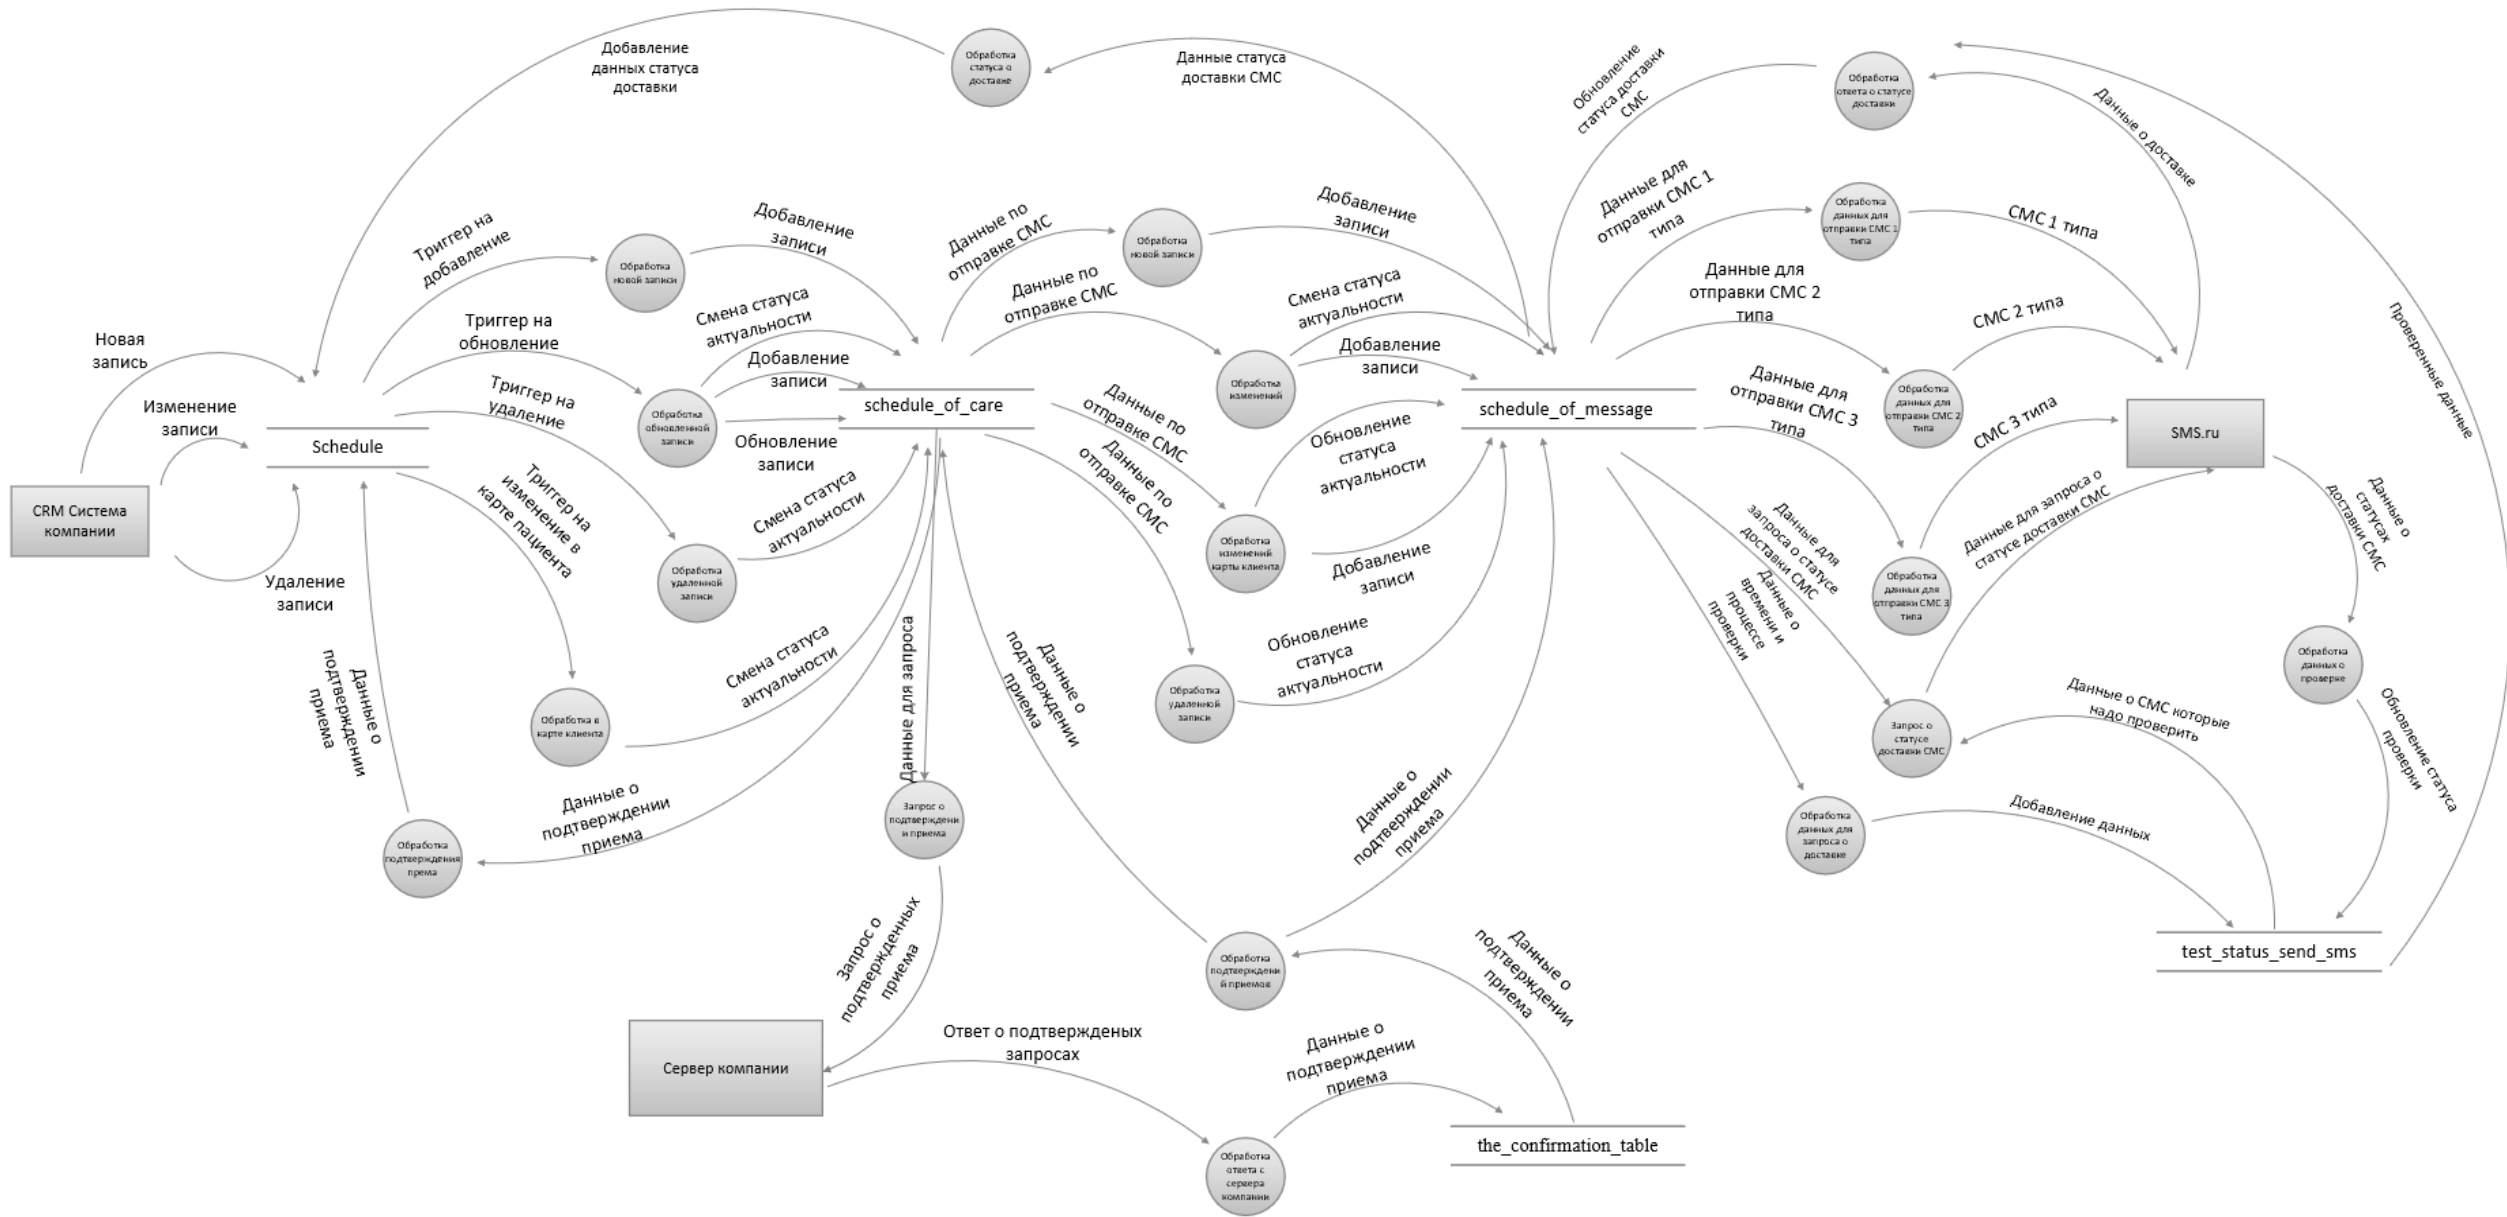 Добавление
данных статуса
доставки
Обработка
статуса о
доставке
Данные статуса
доставки СМС
Обновление
статуса доставки
СМС
Обработка
ответа о статусе
доставки
Данные о доставке
Проверенные данные
Триггер на
добавление
Обработка
новой записи
Добавление
записи
Данные по
отправке СМС
Обработка
новой записи
Добавление
записи
Данные для
отправки СМС 1
типа
Обработка
данных для
отправки СМС 1
типа
СМС 1 типа
Новая
запись
Изменение
записи
Удаление
записи
CRM Система
компании
Schedule
Триггер на
обновление
Обработка
обновленной
записи
Смена статуса
актуальности
Добавление
записи
Обновление
записи
Триггер на
удаление
Обработка
удаленной
записи
Смена статуса
актуальности
Триггер на
изменение в
карте пациента
Обработка в
карте клиента
Смена статуса
актуальности
schedule_of_care
Данные по
отправке СМС
Обработка
изменений
Смена статуса
актуальности
Добавление
записи
Данные по
отправке СМС
Обработка
изменений
карты клиента
Обновление
статуса
актуальности
Добавление
записи
Данные по
отправке СМС
Обработка
удаленной
записи
Обновление
статуса
актуальности
schedule_of_message
Данные для
отправки СМС 2
типа
Обработка
данных для
отправки СМС 2
типа
СМС 2 типа
Данные для
отправки СМС 3
типа
Обработка
данных для
отправки СМС 3
типа
СМС 3 типа
SMS.ru
Данные для
запроса о статусе
доставки СМС
Запрос о
статусе
доставки СМС
Данные для запроса о
статусе доставки СМС
Данные о
времени и
процессе
проверки
Обработка
данных для
запроса о
доставке
Добавление данных
Данные о СМС которые
надо проверить
Данные о
статусах
доставки СМС
Обработка
данных о
проверке
Обновление статуса
проверки
test_status_send_sms
Данные о
подтверждении
приема
Обработка
подтверждения
према
Данные о
подтверждении
приема
Данные для запроса
Запрос о
подтверждени
и приема
Запрос о
подтвержденных
приема
Сервер компании
Ответ о подтвержденых
запросах
Обработка
ответа с
сервера
компании
Данные о
подтверждении
приема
the_confirmation_table
Данные о
подтверждении
приема
Обработка
подтверждени
й приемов
Данные о
подтверждении
приема
Данные о
подтверждении
приема